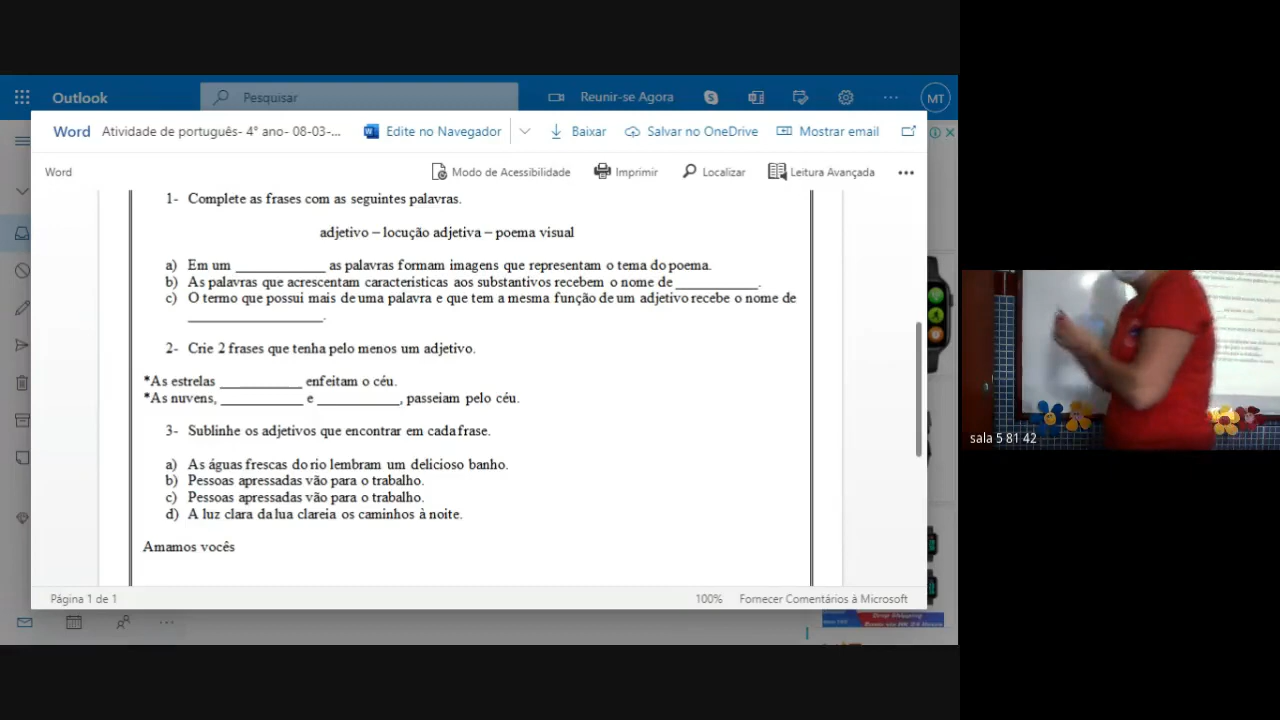 Outlook
Pesquisar
Reunir-se Agora
MT
Word
Atividade de português- 4° ano- 08-03-...
Edite no Navegador
Baixar
Salvar no OneDrive
Mostrar email
Word
Modo de Acessibilidade
Imprimir
Localizar
Leitura Avançada
1- Complete as frases com as seguintes palavras.
adjetivo – locução adjetiva – poema visual
a) Em um ____________ as palavras formam imagens que representam o tema do poema.
b) As palavras que acrescentam caracteristicas aos substantivos recebem o nome de ___________.
c) O termo que possui mais de uma palavra e que tem a mesma função de um adjetivo recebe o nome de
__________________.
2- Crie 2 frases que tenha pelo menos um adjetivo.
*As estrelas ___________ enfeitam o céu.
*As nuvens, ___________ e ___________, passeiam pelo céu.
3- Sublinhe os adjetivos que encontrar em cada frase.
a) As águas frescas do rio lembram um delicioso banho.
b) Pessoas apressadas vão para o trabalho.
c) Pessoas apressadas vão para o trabalho.
d) A luz clara da lua clareia os caminhos à noite.
Amamos vocês
Página 1 de 1
100%
Fornecer Comentários à Microsoft
sala 5 81 42